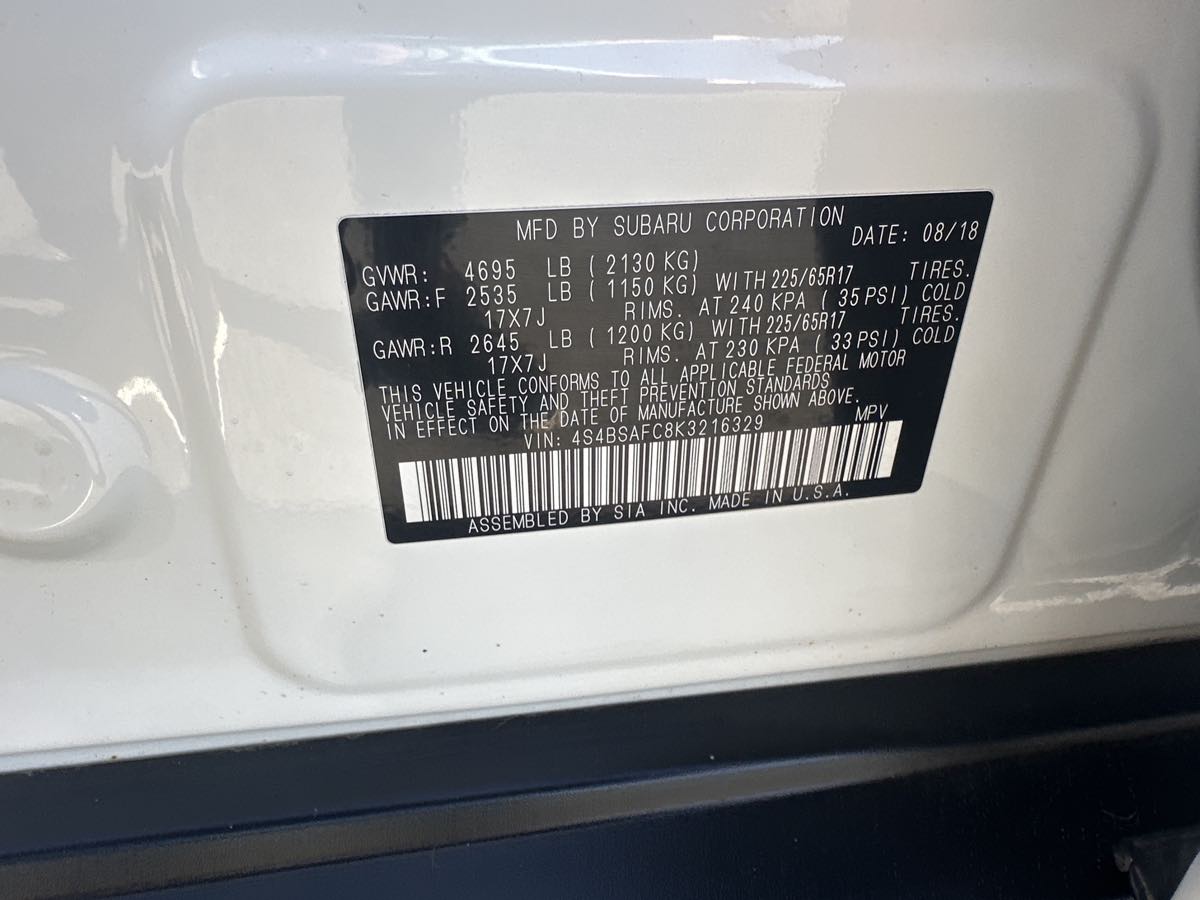 MFD BY SUBARU CORPORATION DATE: 08/18
GVWR: 4695 LB ( 2130 KG)
GAWR:F 2535 LB ( 1150 KG) WITH 225/65R17 TIRES.
17X7J RIMS. AT 240 KPA ( 35 PSI) COLD
GAWR:R 2645 LB ( 1200 KG) WITH 225/65R17 TIRES.
17X7J RIMS. AT 230 KPA ( 33 PSI) COLD
THIS VEHICLE CONFORMS TO ALL APPLICABLE FEDERAL MOTOR
VEHICLE SAFETY AND THEFT PREVENTION STANDARDS
IN EFFECT ON THE DATE OF MANUFACTURE SHOWN ABOVE.
VIN: 4S4BSAFC8K3216329 MPV
ASSEMBLED BY SIA INC. MADE IN U.S.A.